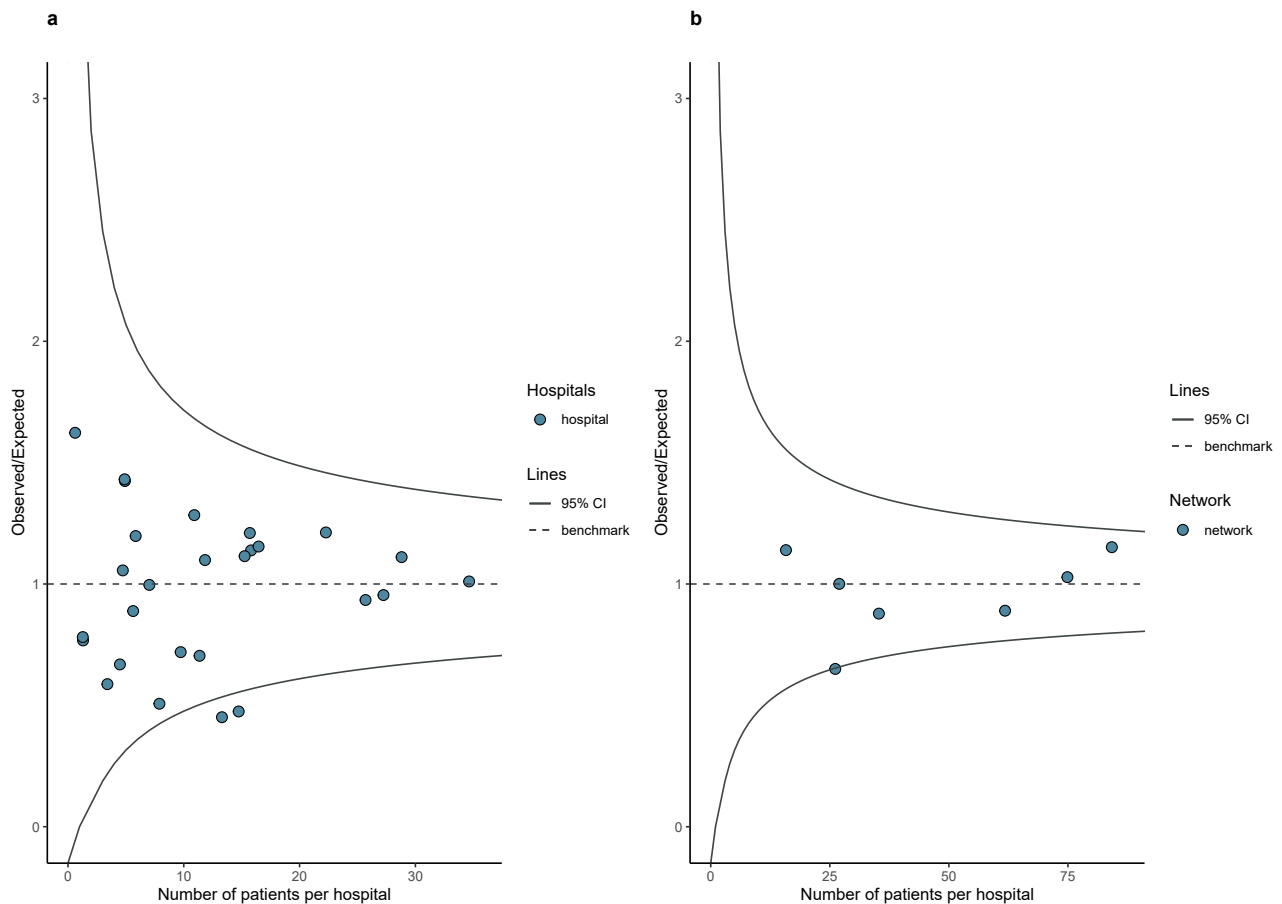 a
Observed/Expected
3
2
1
0
0
10
20
30
Number of patients per hospital
Hospitals
hospital
Lines
95% CI
benchmark
b
Observed/Expected
3
2
1
0
0
25
50
75
Number of patients per hospital
Lines
95% CI
benchmark
Network
network